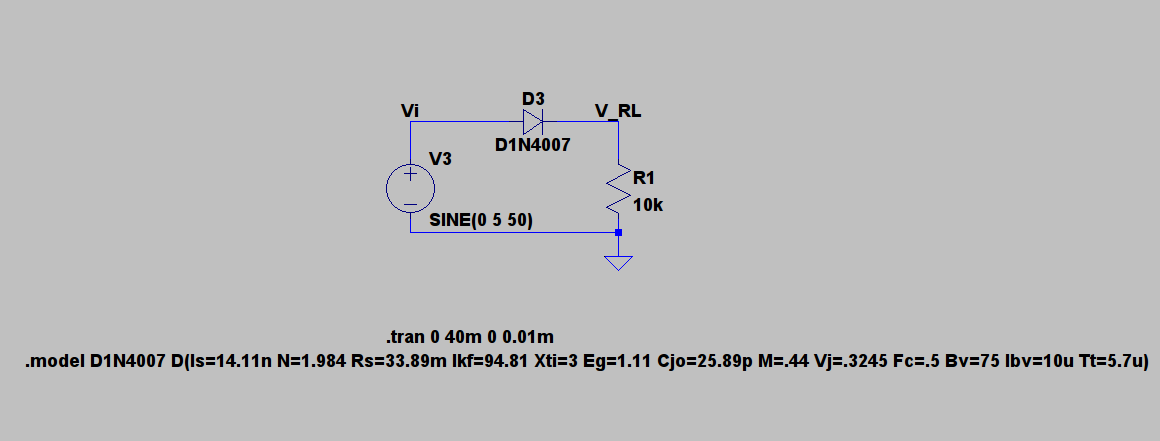 D3
Vi
V_RL
D1N4007
V3
R1
10k
SINE(0 5 50)
.tran 0 40m 0 0.01m
.model D1N4007 D(Is=14.11n N=1.984 Rs=33.89m Ikf=94.81 Xti=3 Eg=1.11 Cjo=25.89p M=.44 Vj=.3245 Fc=.5 Bv=75 Ibv=10u Tt=5.7u)